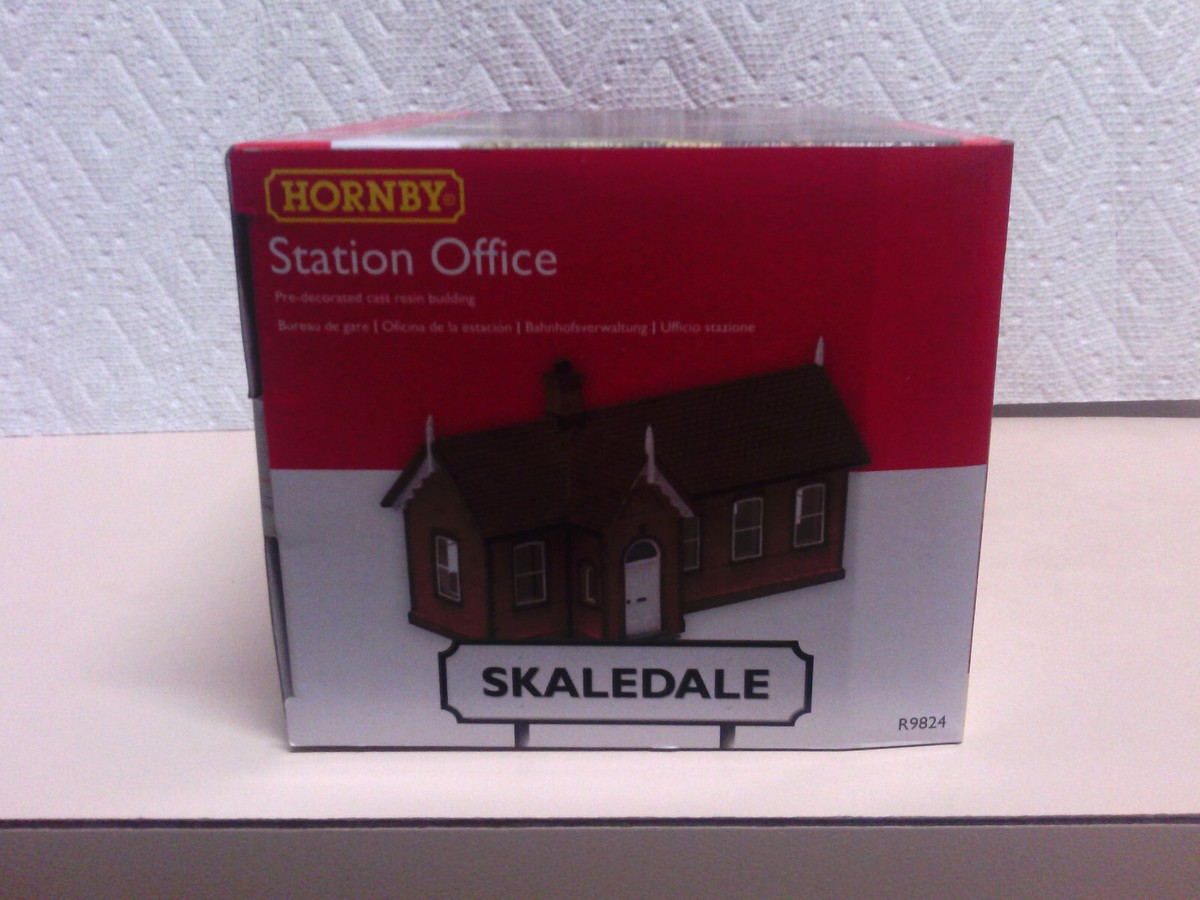 HORNBY®
Station Office
Pre-decorated cast resin building
Bureau de gare | Oficina de la estación | Bahnhofsverwaltung | Ufficio stazione
SKALEDALE
R9824